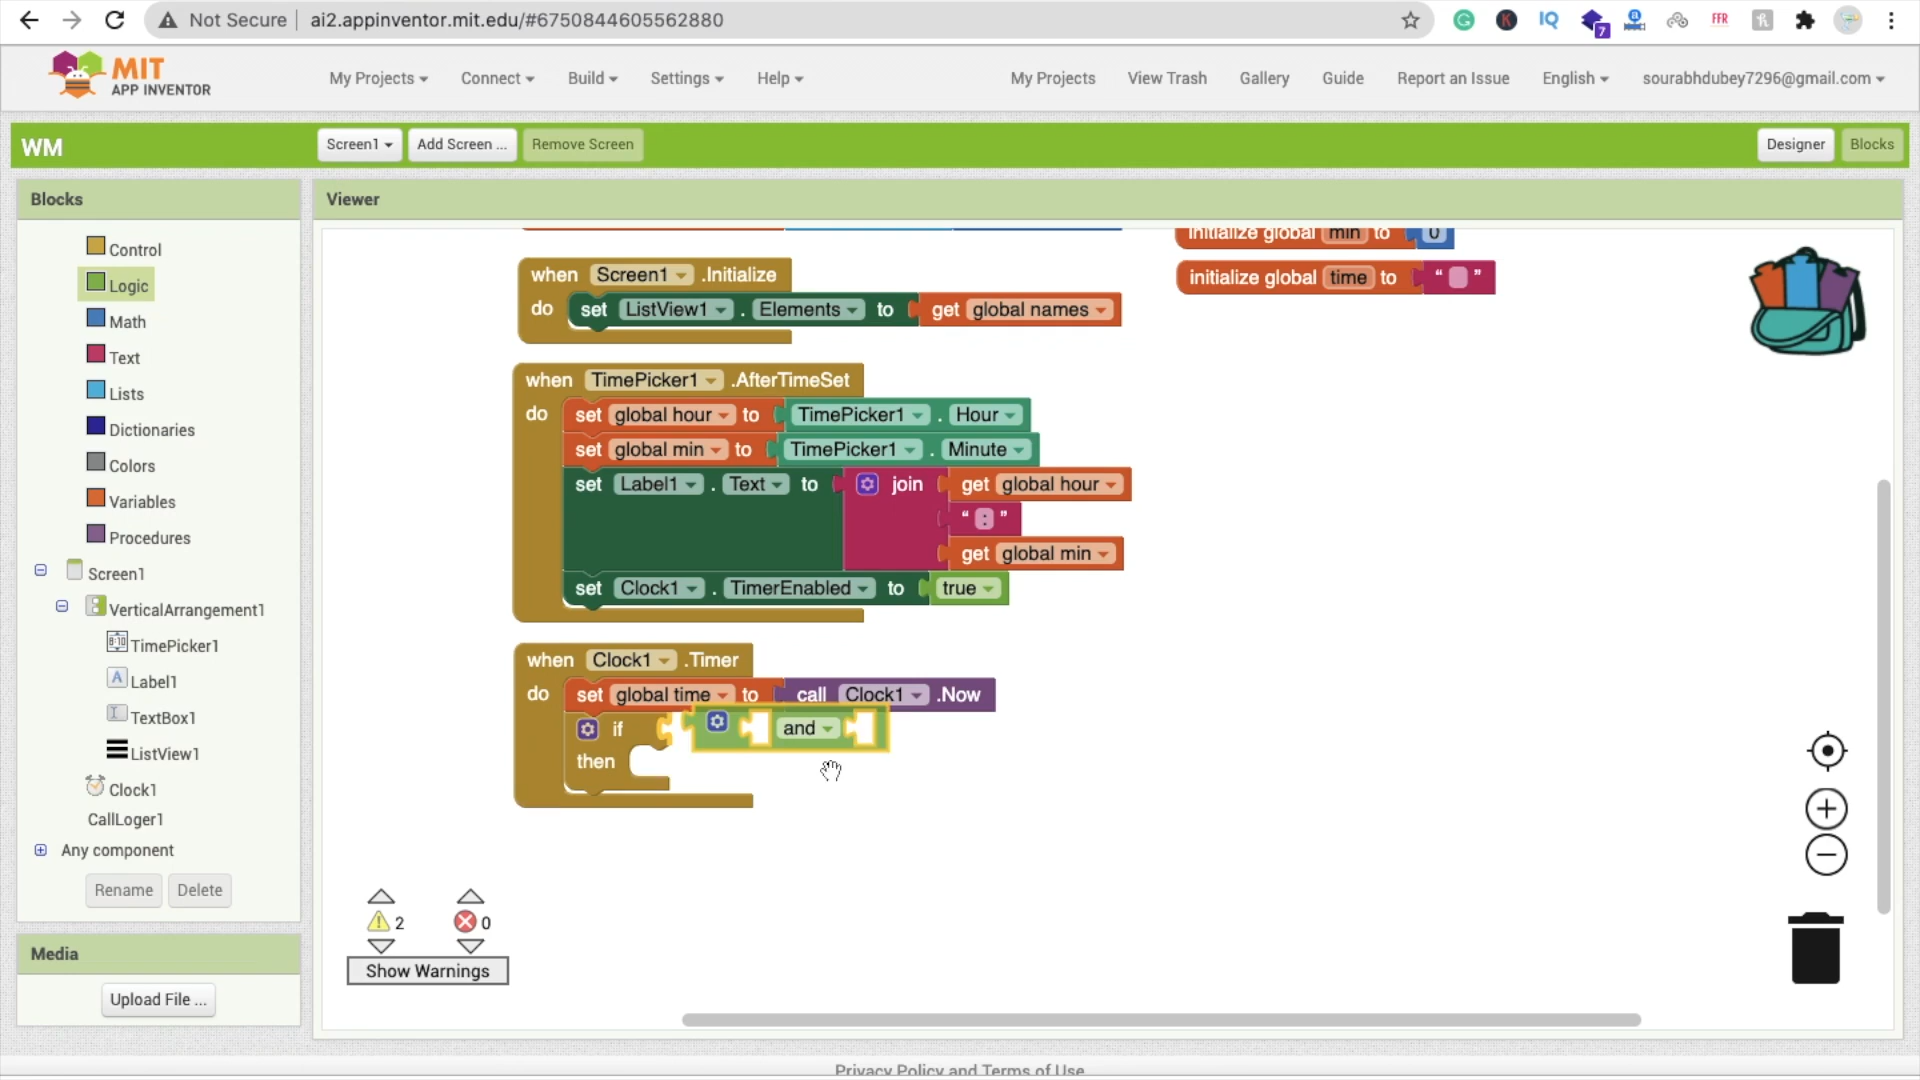 Not Secure
ai2.appinventor.mit.edu/#6750844605562880
IQ
7
FFR
MIT
APP INVENTOR
My Projects
Connect
Build
Settings
Help
My Projects
View Trash
Gallery
Guide
Report an Issue
English
sourabhdubey7296@gmail.com
WM
Screen1
Add Screen ...
Remove Screen
Designer
Blocks
Blocks
Control
Logic
Math
Text
Lists
Dictionaries
Colors
Variables
Procedures
Screen1
VerticalArrangement1
TimePicker1
Label1
TextBox1
ListView1
Clock1
CallLoger1
Any component
Rename
Delete
Media
Upload File ...
Viewer
initialize global min to 0
initialize global time to “ ”
when Screen1 .Initialize
do set ListView1 . Elements to get global names
when TimePicker1 .AfterTimeSet
do set global hour to TimePicker1 . Hour
set global min to TimePicker1 . Minute
set Label1 . Text to join get global hour
“ : ”
get global min
set Clock1 . TimerEnabled to true
when Clock1 .Timer
do set global time to call Clock1 .Now
if and
then
2
0
Show Warnings
Privacy Policy and Terms of Use